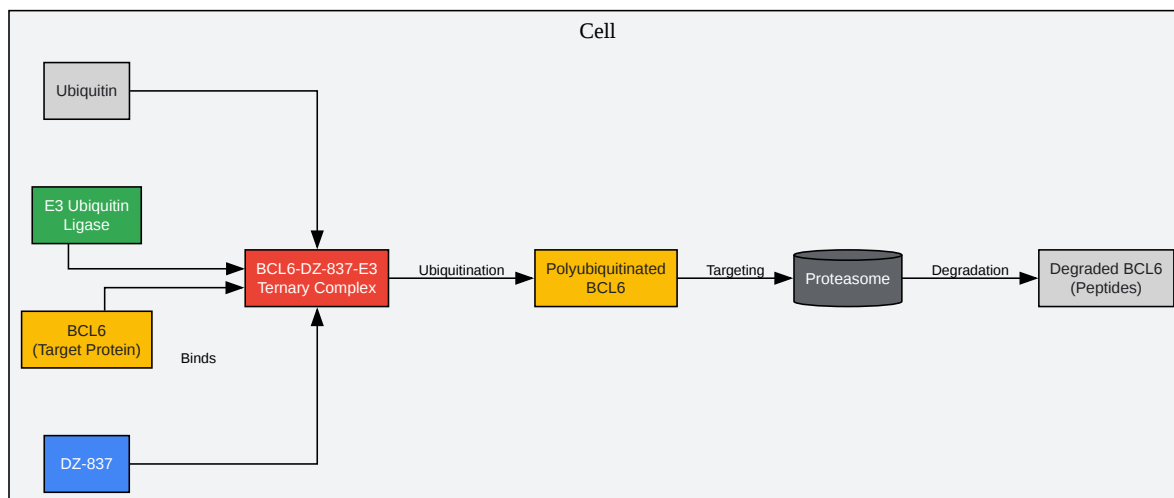 Cell
Ubiquitin
E3 Ubiquitin
Ligase
BCL6
(Target Protein)
Binds
DZ-837
BCL6-DZ-837-E3
Ternary Complex
Ubiquitination
Polyubiquitinated
BCL6
Targeting
Proteasome
Degradation
Degraded BCL6
(Peptides)